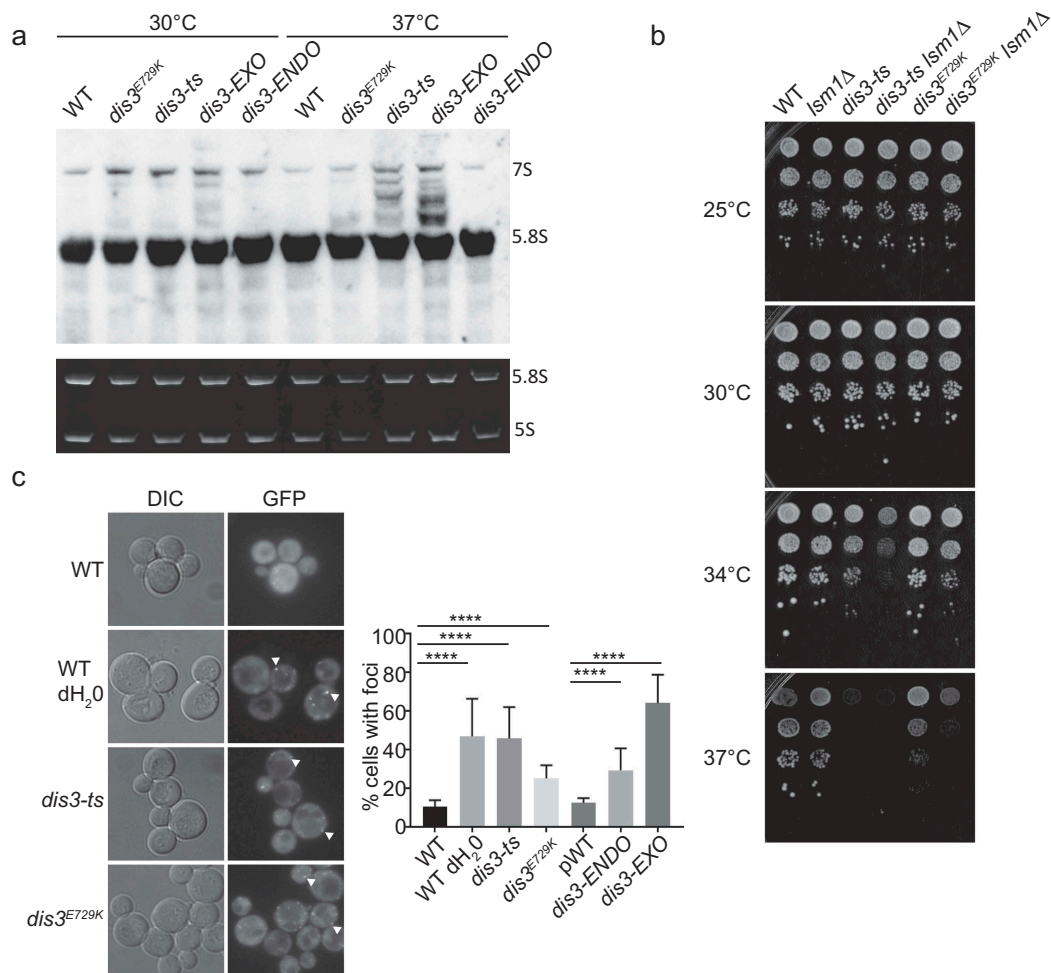 a
30°C 37°C
WT dis3E729K dis3-ts dis3-EXO dis3-ENDO WT dis3E729K dis3-ts dis3-EXO dis3-ENDO
7S
5.8S
5.8S
5S
b
WT lsm1Δ dis3-ts dis3-ts lsm1Δ dis3E729K dis3E729K lsm1Δ
25°C
30°C
34°C
37°C
c
DIC GFP
WT
WT
dH20
dis3-ts
dis3E729K
% cells with foci
100
80
60
40
20
0
****
****
****
****
****
WT
WT dH20
dis3-ts
dis3E729K
pWT
dis3-ENDO
dis3-EXO